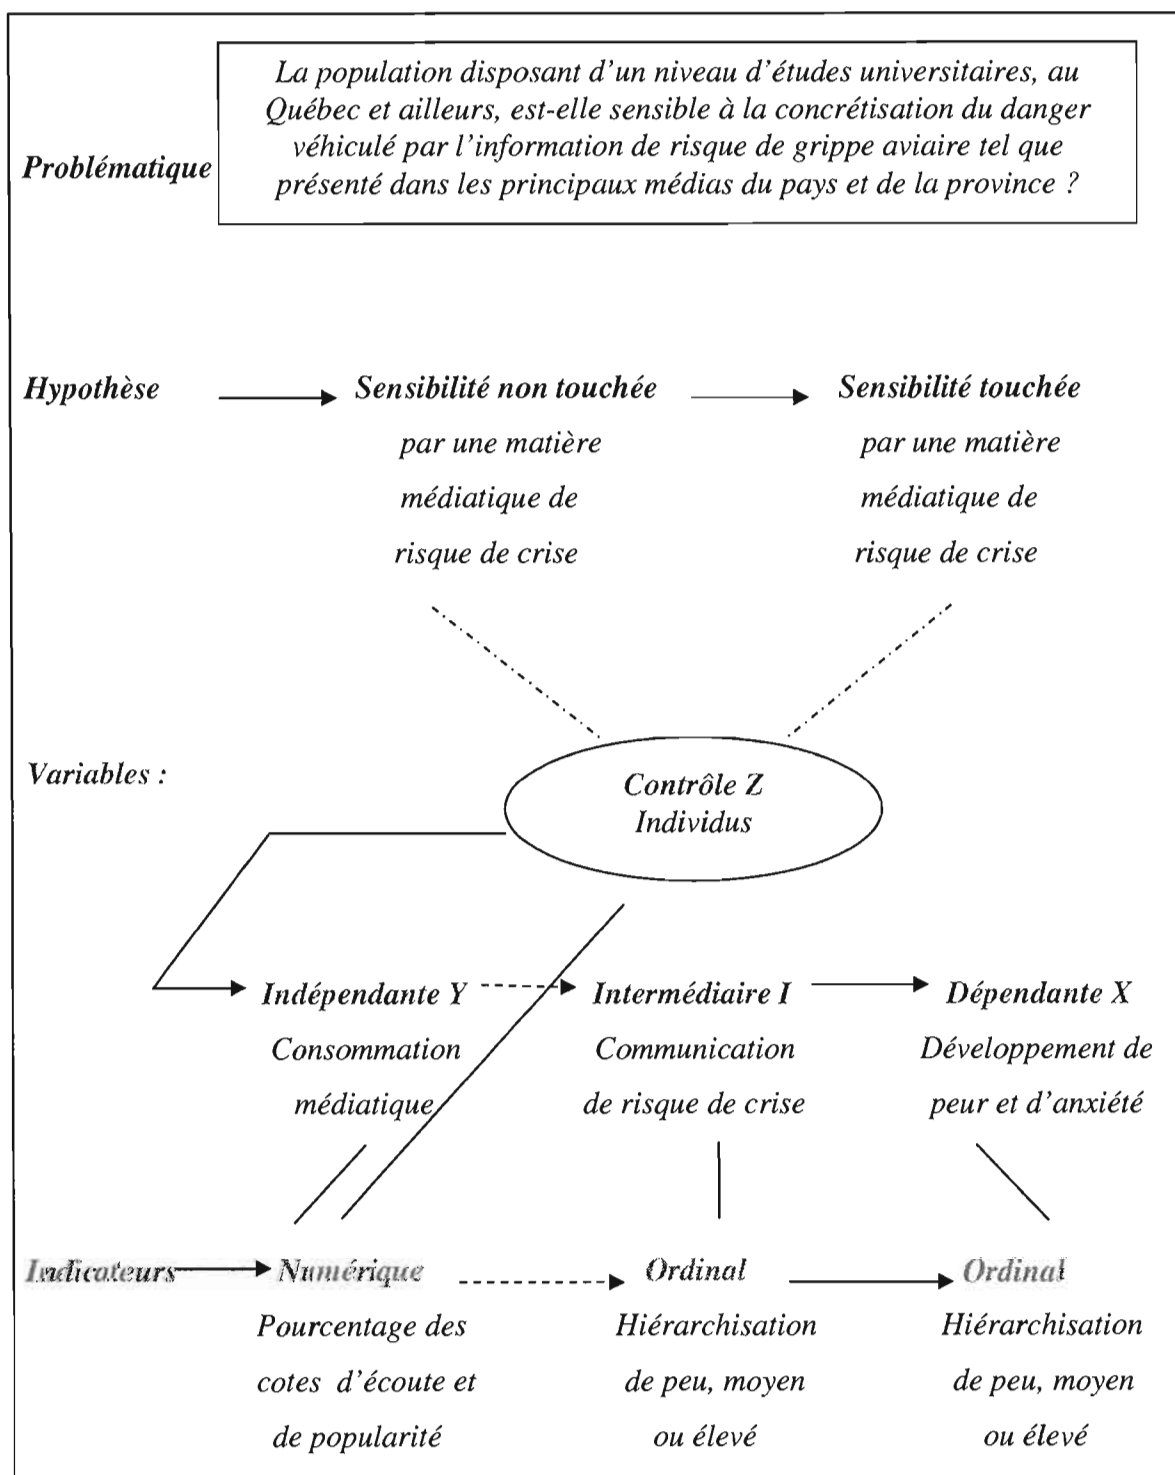 La population disposant d'un niveau d'études universitaires, au
Québec et ailleurs, est-elle sensible à la concrétisation du danger
véhiculé par l'information de risque de grippe aviaire tel que
présenté dans les principaux médias du pays et de la province ?
Problématique
Hypothèse
Sensibilité non touchée
par une matière
médiatique de
risque de crise
Sensibilité touchée
par une matière
médiatique de
risque de crise
Variables :
Contrôle Z
Individus
Indépendante Y
Consommation
médiatique
Intermédiaire I
Communication
de risque de crise
Dépendante X
Développement de
peur et d'anxiété
Indicateurs
Numérique
Pourcentage des
cotes d'écoute et
de popularité
Ordinal
Hiérarchisation
de peu, moyen
ou élevé
Ordinal
Hiérarchisation
de peu, moyen
ou élevé